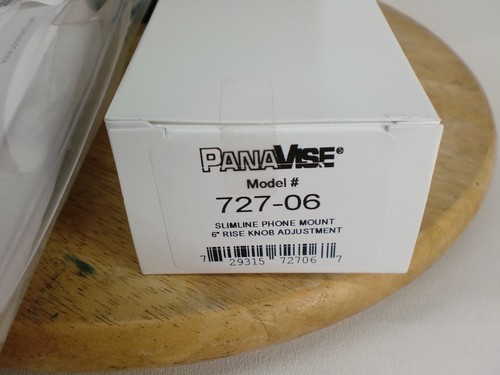 PANAVISE®
Model #
727-06
SLIMLINE PHONE MOUNT
6" RISE KNOB ADJUSTMENT
7 29315 72706 7